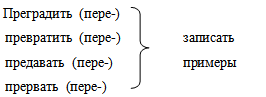 Преградить (пере-)
превратить (пере-) записать
предавать (пере-) примеры
прервать (пере-)